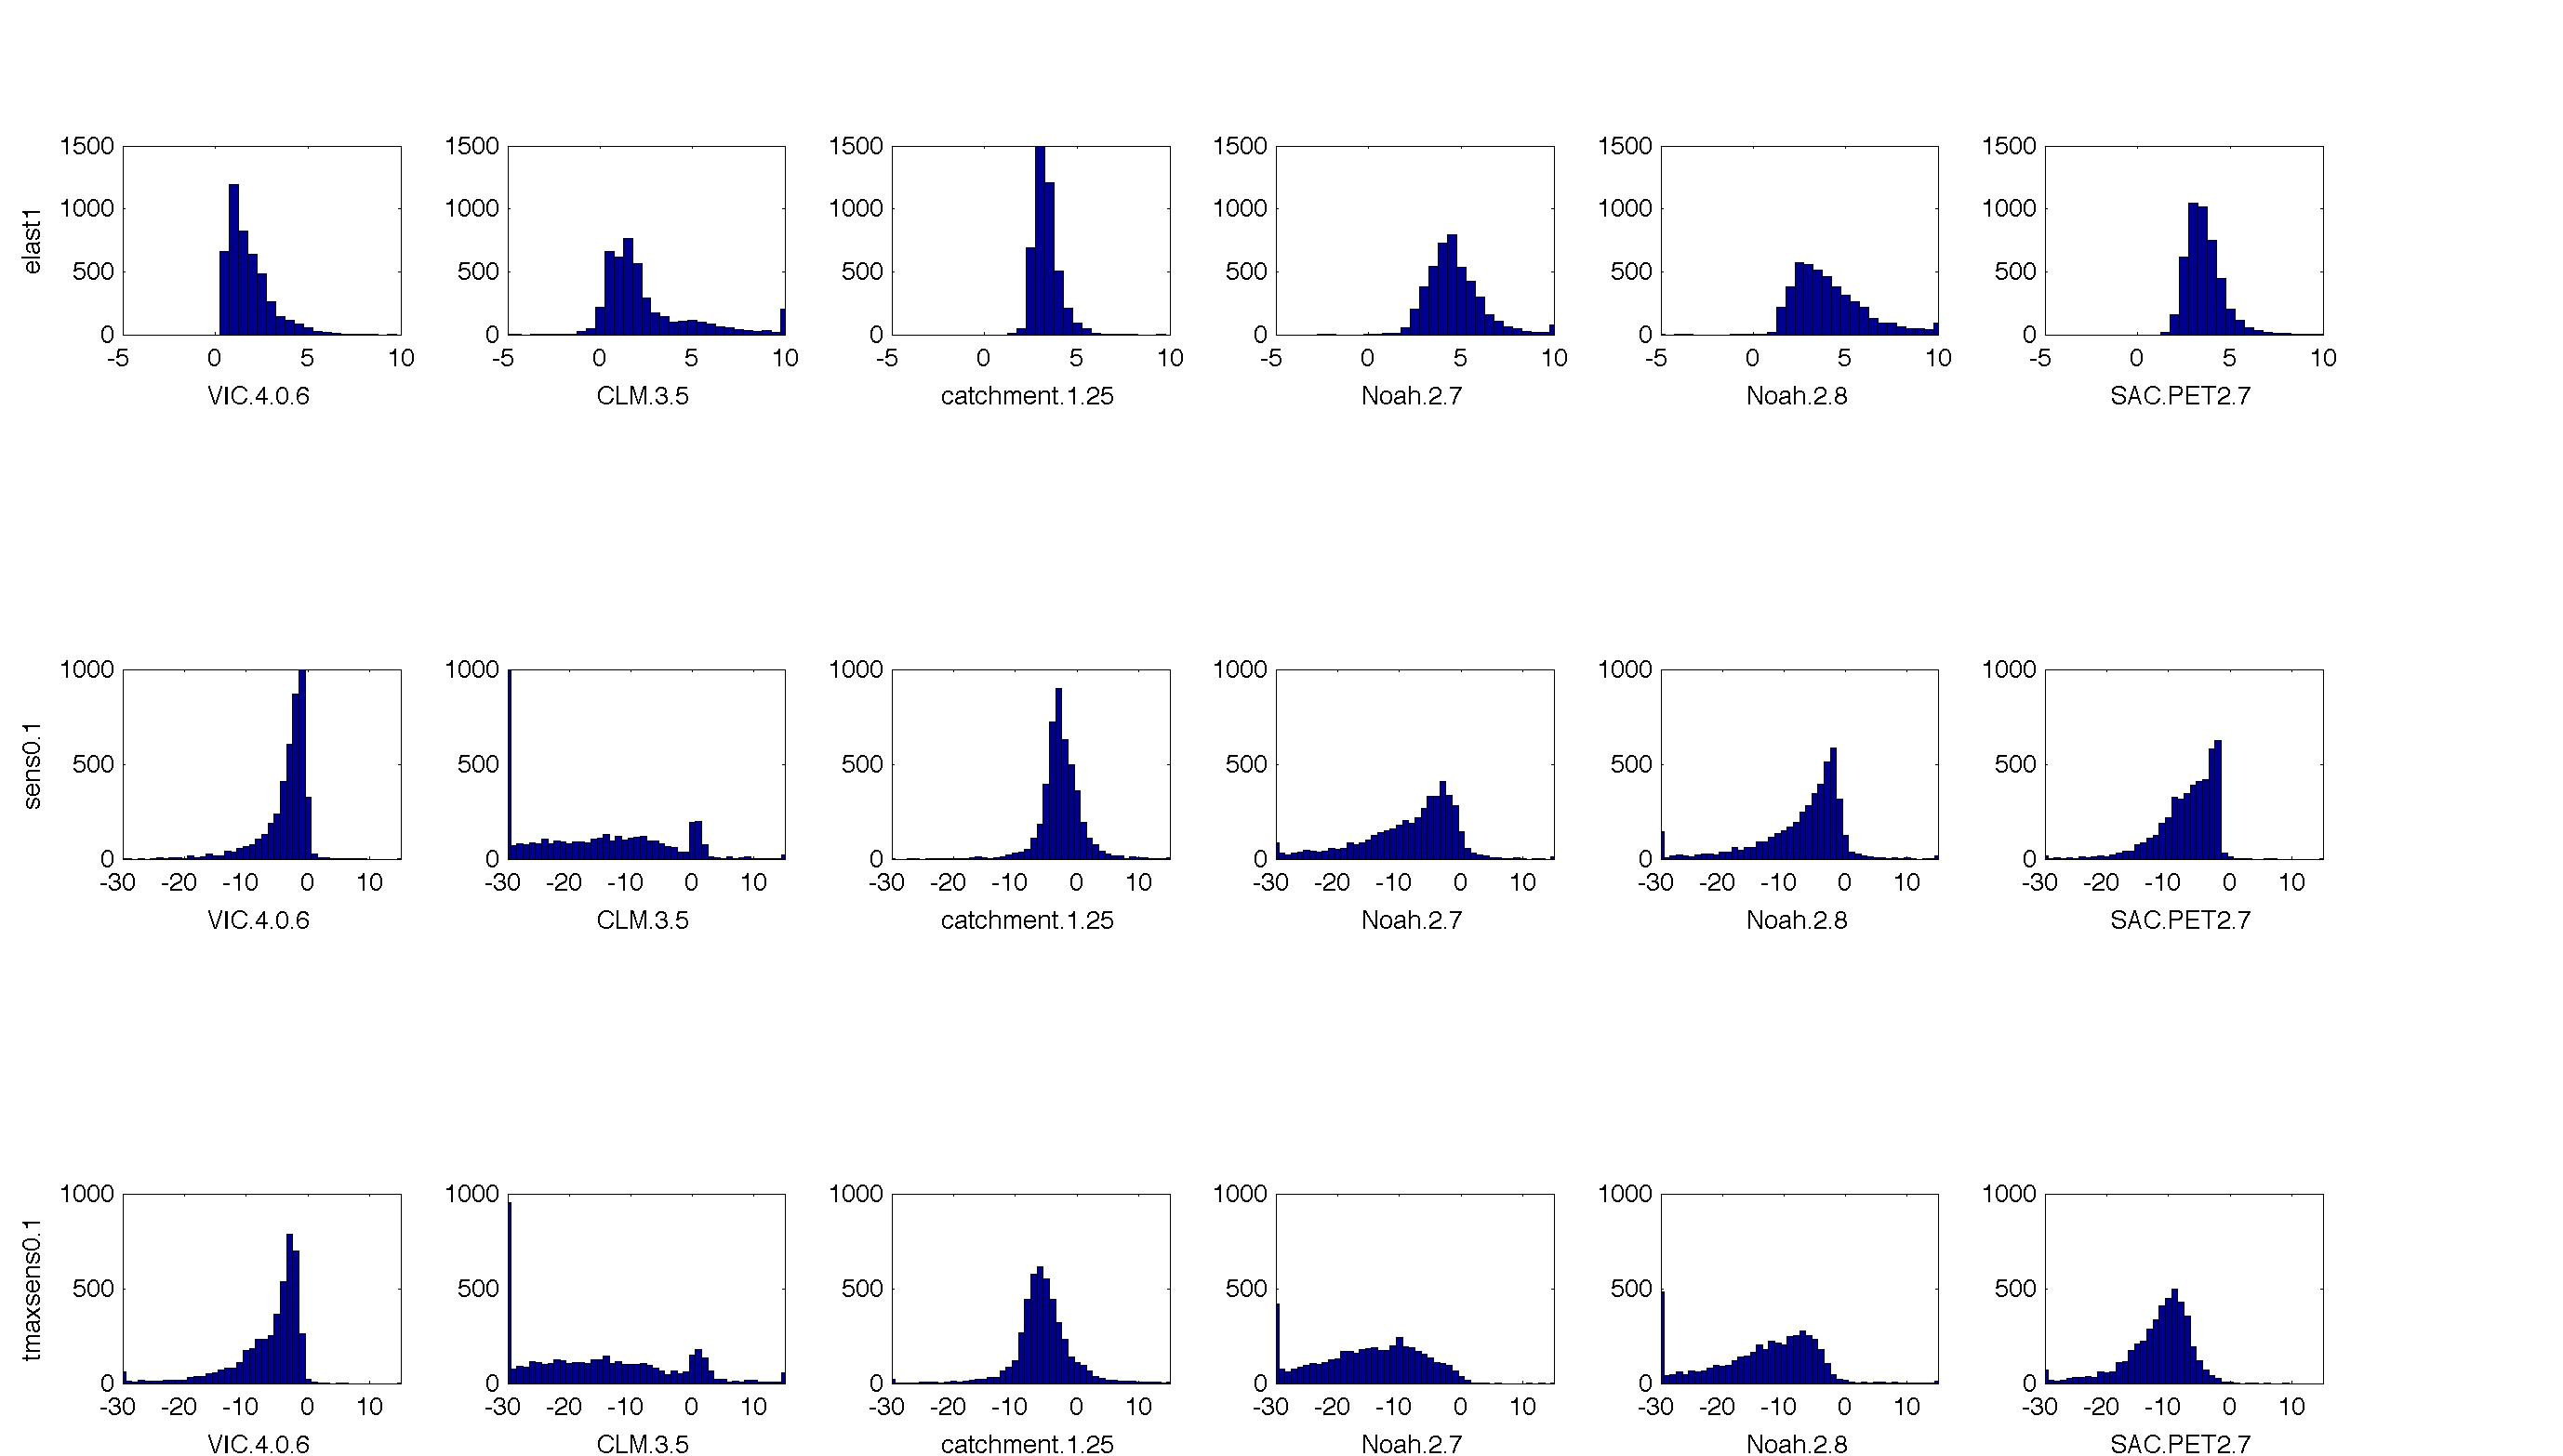 elast1
1500 1500 1500 1500 1500 1500
1000 1000 1000 1000 1000 1000
500 500 500 500 500 500
0 0 0 0 0 0
-5 0 5 10 -5 0 5 10 -5 0 5 10 -5 0 5 10 -5 0 5 10 -5 0 5 10
VIC.4.0.6 CLM.3.5 catchment.1.25 Noah.2.7 Noah.2.8 SAC.PET2.7
sens0.1
1000 1000 1000 1000 1000 1000
500 500 500 500 500 500
0 0 0 0 0 0
-30 -20 -10 0 10 -30 -20 -10 0 10 -30 -20 -10 0 10 -30 -20 -10 0 10 -30 -20 -10 0 10 -30 -20 -10 0 10
VIC.4.0.6 CLM.3.5 catchment.1.25 Noah.2.7 Noah.2.8 SAC.PET2.7
tmaxsens0.1
1000 1000 1000 1000 1000 1000
500 500 500 500 500 500
0 0 0 0 0 0
-30 -20 -10 0 10 -30 -20 -10 0 10 -30 -20 -10 0 10 -30 -20 -10 0 10 -30 -20 -10 0 10 -30 -20 -10 0 10
VIC.4.0.6 CLM.3.5 catchment.1.25 Noah.2.7 Noah.2.8 SAC.PET2.7